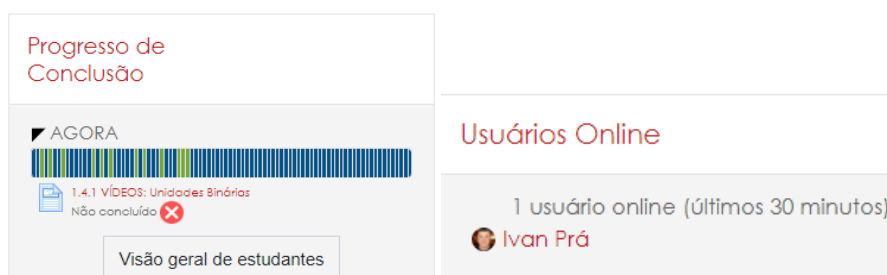 Progresso de
Conclusão
AGORA
1.4.1 VÍDEOS: Unidades Binárias
Não concluído
Visão geral de estudantes
Usuários Online
1 usuário online (últimos 30 minutos)
Ivan Prá